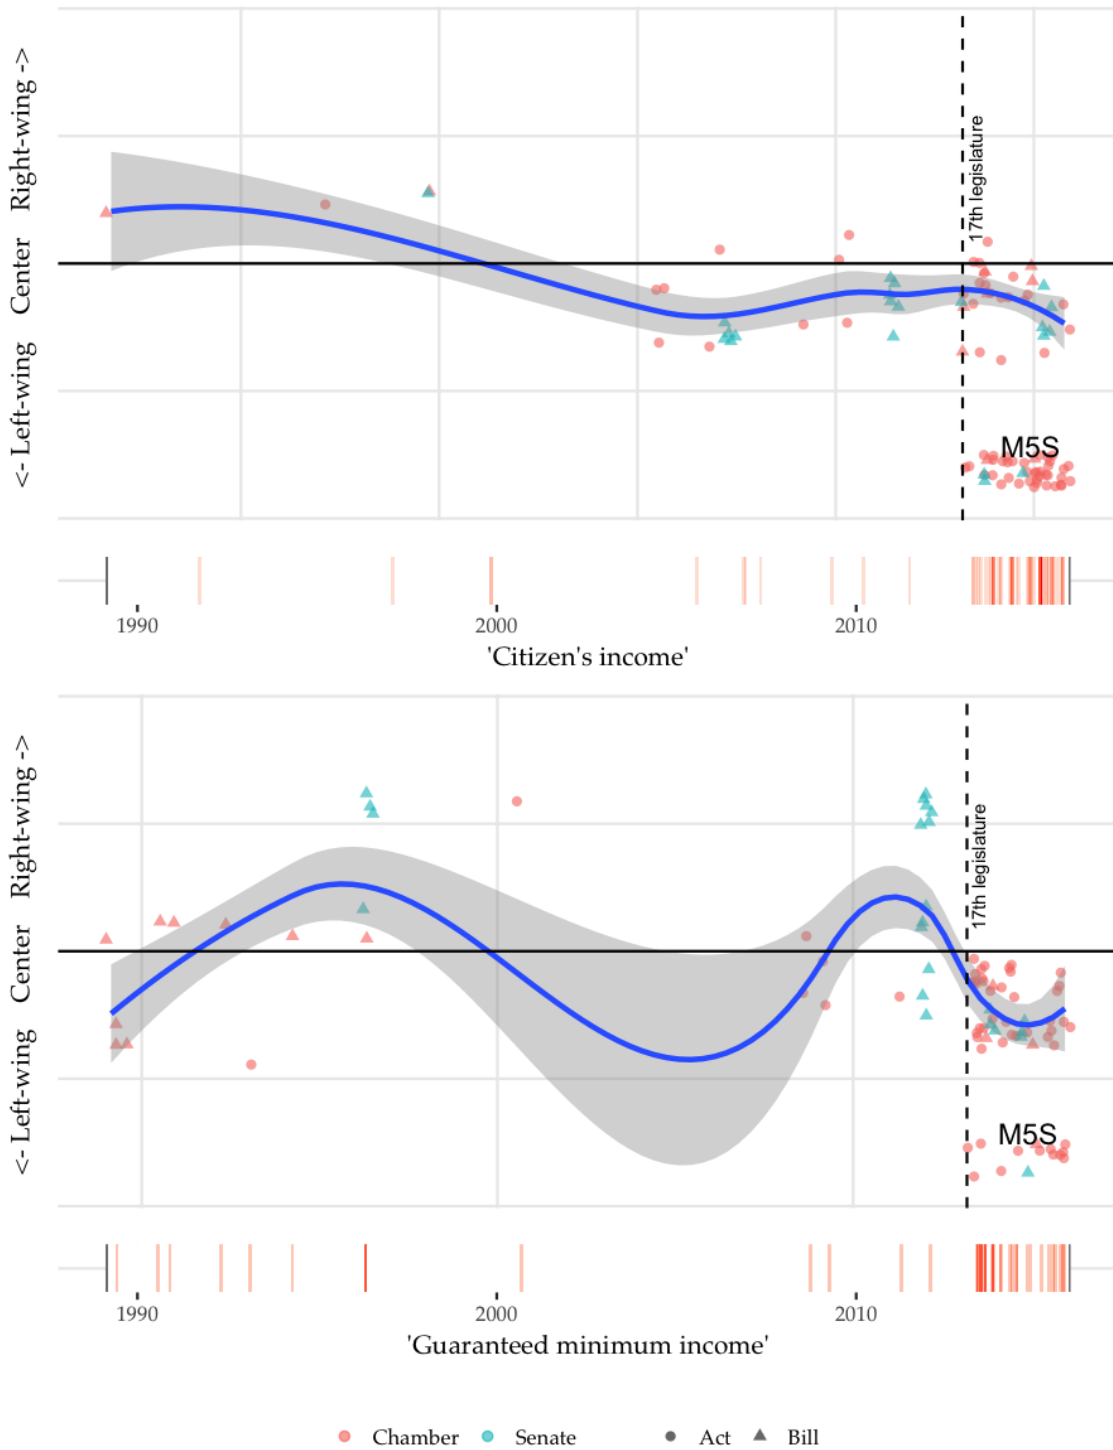 <- Left-wing  Center  Right-wing ->
17th legislature
M5S
1990 2000 2010
'Citizen's income'
<- Left-wing  Center  Right-wing ->
17th legislature
M5S
1990 2000 2010
'Guaranteed minimum income'
Chamber Senate Act Bill